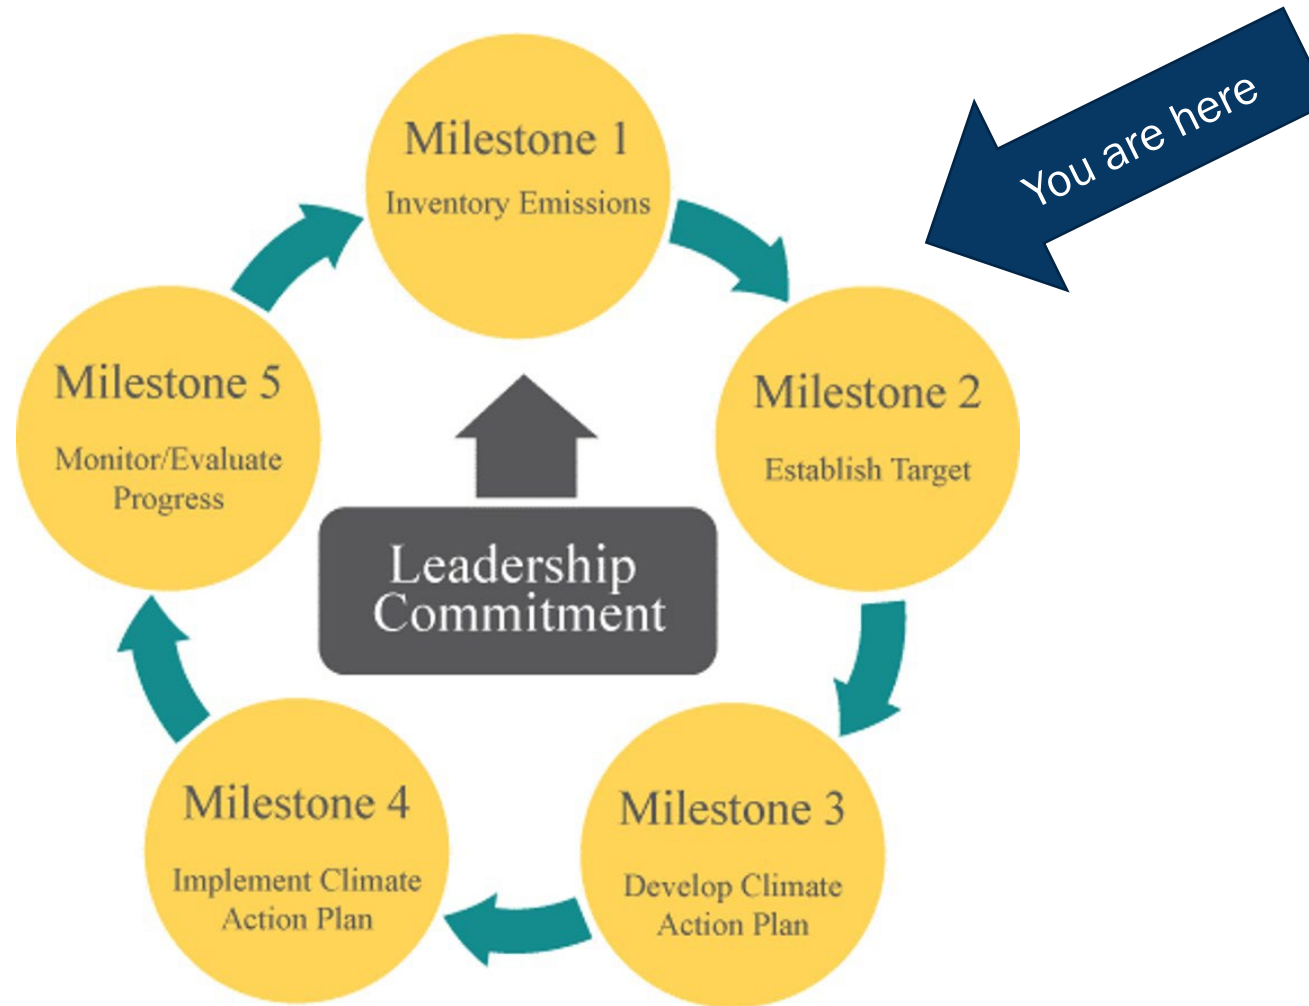 Milestone 1
Inventory Emissions
You are here
Milestone 2
Establish Target
Milestone 3
Develop Climate
Action Plan
Milestone 4
Implement Climate
Action Plan
Milestone 5
Monitor/Evaluate
Progress
Leadership
Commitment